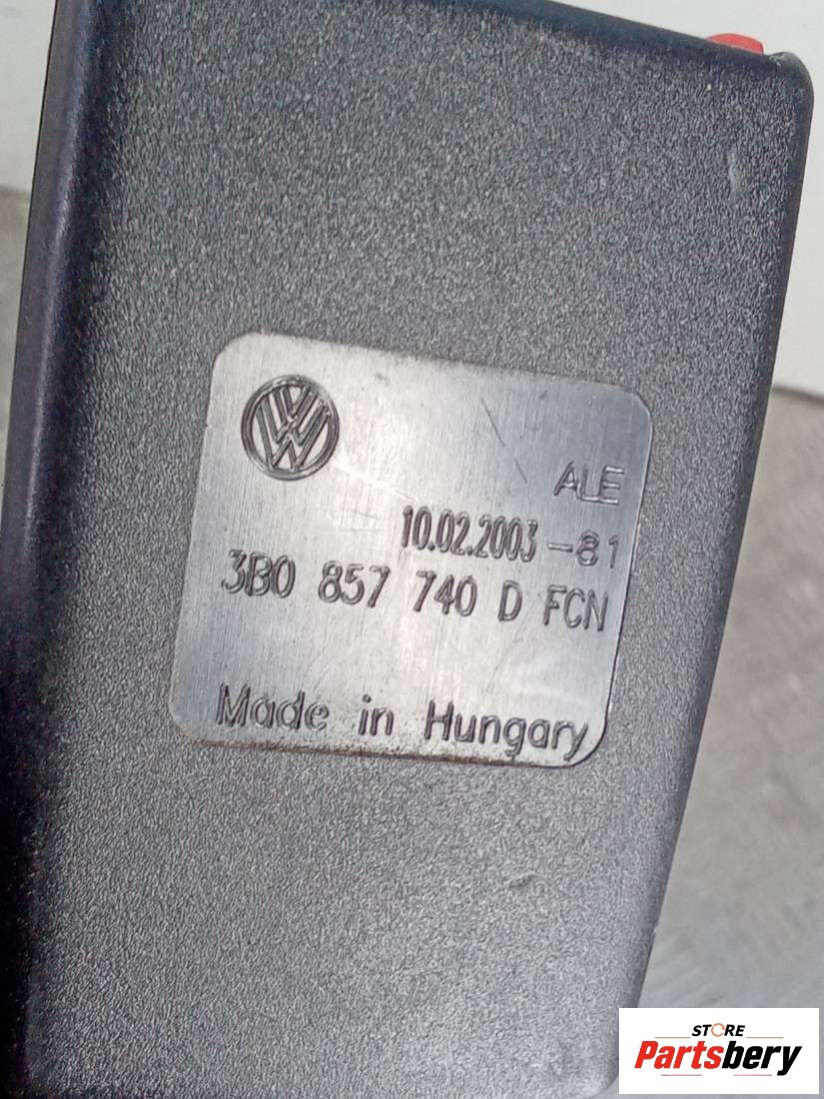 ALE
10.02.2003 -81
3B0 857 740 D FCN
Made in Hungary
STORE
Partsbery